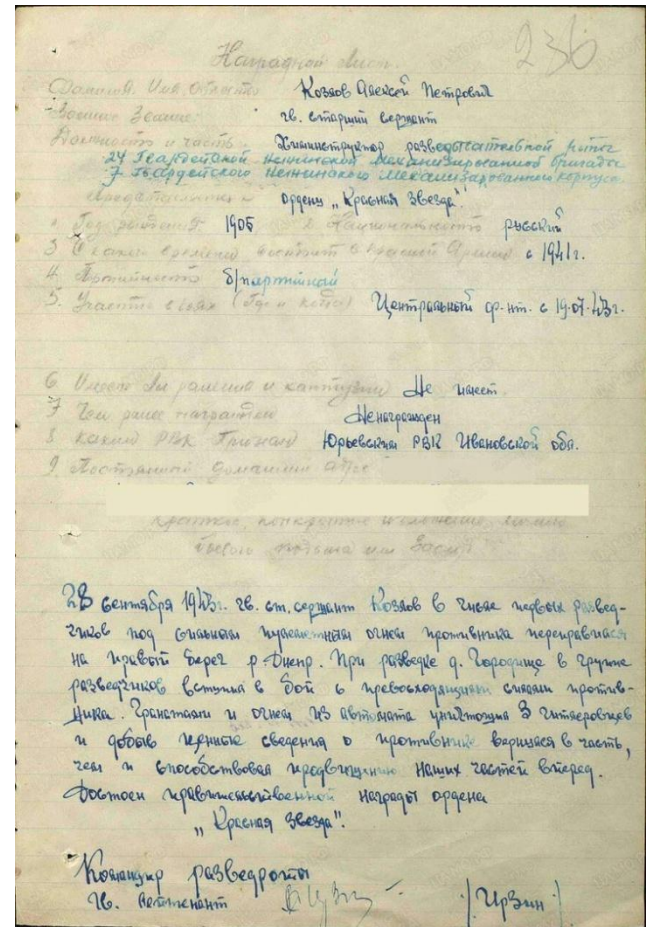 236
Наградной лист.
Фамилия, Имя, Отчество Козлов Алексей Петрович
Военное Звание гв. старший сержант
Должность и часть Химинструктор разведывательной роты
24 Гвардейской механизированной бригады
7 Гвардейского механизированного корпуса.
Представляется ордену „Красная Звезда".
1. Год рождения 1905 2. Национальность русский
3. С какого времени состоит в Красной Армии с 1941 г.
4. Партийность б/партийный
5. Участие в боях (где и когда) Центральный фр-нт. с 19.07.43г.
6. Имеет ли ранения и контузии Не имеет.
7 Чем ранее награжден Ненагражден
8. Каким РВК Призван Юрьевским РВК Ивановской обл.
9. Постоянный домашний адрес
Краткое, конкретное изложение личного
боевого подвига или Заслуг
28 сентября 1943г. гв. ст. сержант Козлов в числе первых развед-
чиков под сильным пулеметным огнем противника переправился
на правый берег р. Днепр. При разведке д. Городище в группе
разведчиков вступил в бой с превосходящими силами против-
ника. Гранатами и огнем из автомата уничтожил 3 гитлеровцев
и добыв ценные сведения о противнике вернулся в часть,
чем и способствовал продвижению наших частей вперед.
Достоин правительственной награды ордена
„Красная Звезда".
Командир разведроты
гв. лейтенант /Ирзин/